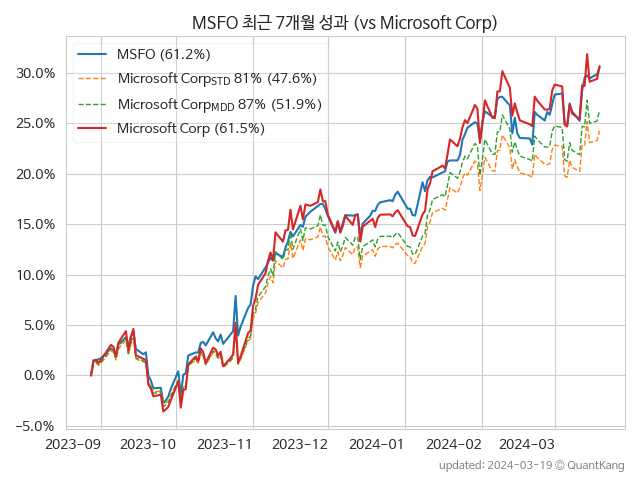 MSFO 최근 7개월 성과 (vs Microsoft Corp)
MSFO (61.2%)
Microsoft CorpSTD 81% (47.6%)
Microsoft CorpMDD 87% (51.9%)
Microsoft Corp (61.5%)
30.0%
25.0%
20.0%
15.0%
10.0%
5.0%
0.0%
−5.0%
2023−09 2023−10 2023−11 2023−12 2024−01 2024−02 2024−03
updated: 2024−03−19 @ QuantKang